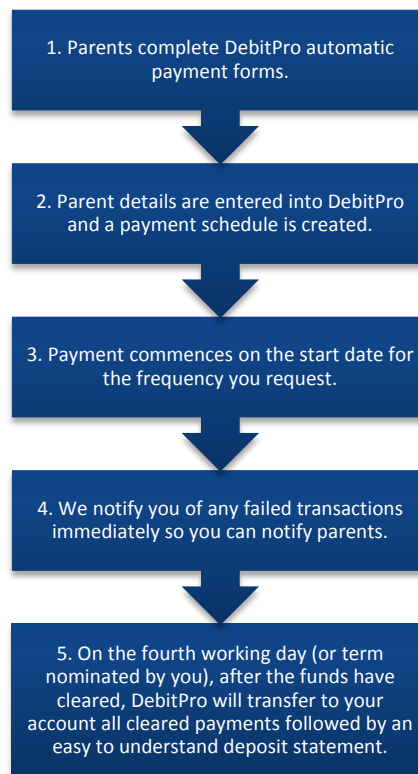 1. Parents complete DebitPro automatic
payment forms.
2. Parent details are entered into DebitPro
and a payment schedule is created.
3. Payment commences on the start date for
the frequency you request.
4. We notify you of any failed transactions
immediately so you can notify parents.
5. On the fourth working day (or term
nominated by you), after the funds have
cleared, DebitPro will transfer to your
account all cleared payments followed by an
easy to understand deposit statement.